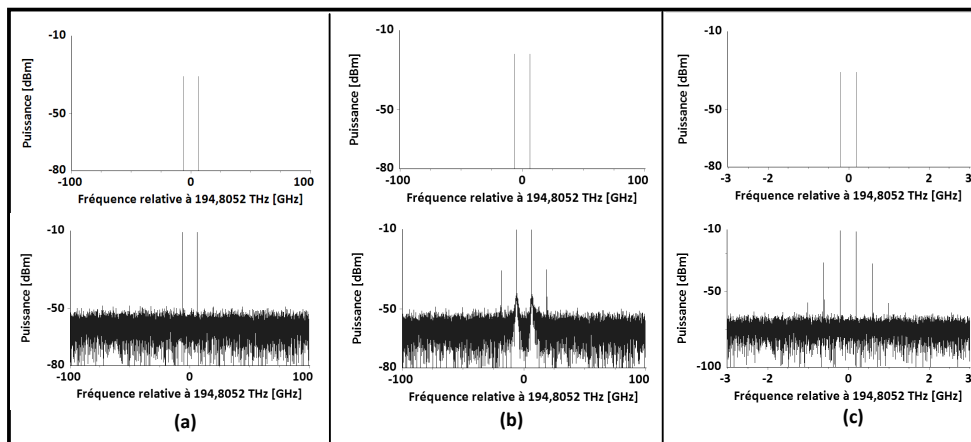 -10
-50
-80
Puissance [dBm]
-100
0
100
Fréquence relative à 194,8052 THz [GHz]
-10
-50
-80
Puissance [dBm]
-100
0
100
Fréquence relative à 194,8052 THz [GHz]
(a)
-10
-50
-80
Puissance [dBm]
-100
0
100
Fréquence relative à 194,8052 THz [GHz]
-10
-50
-80
Puissance [dBm]
-100
0
100
Fréquence relative à 194,8052 THz [GHz]
(b)
-10
-50
-80
Puissance [dBm]
-3
-2
0
2
3
Fréquence relative à 194,8052 THz [GHz]
-10
-50
-100
Puissance [dBm]
-3
-2
0
2
3
Fréquence relative à 194,8052 THz [GHz]
(c)